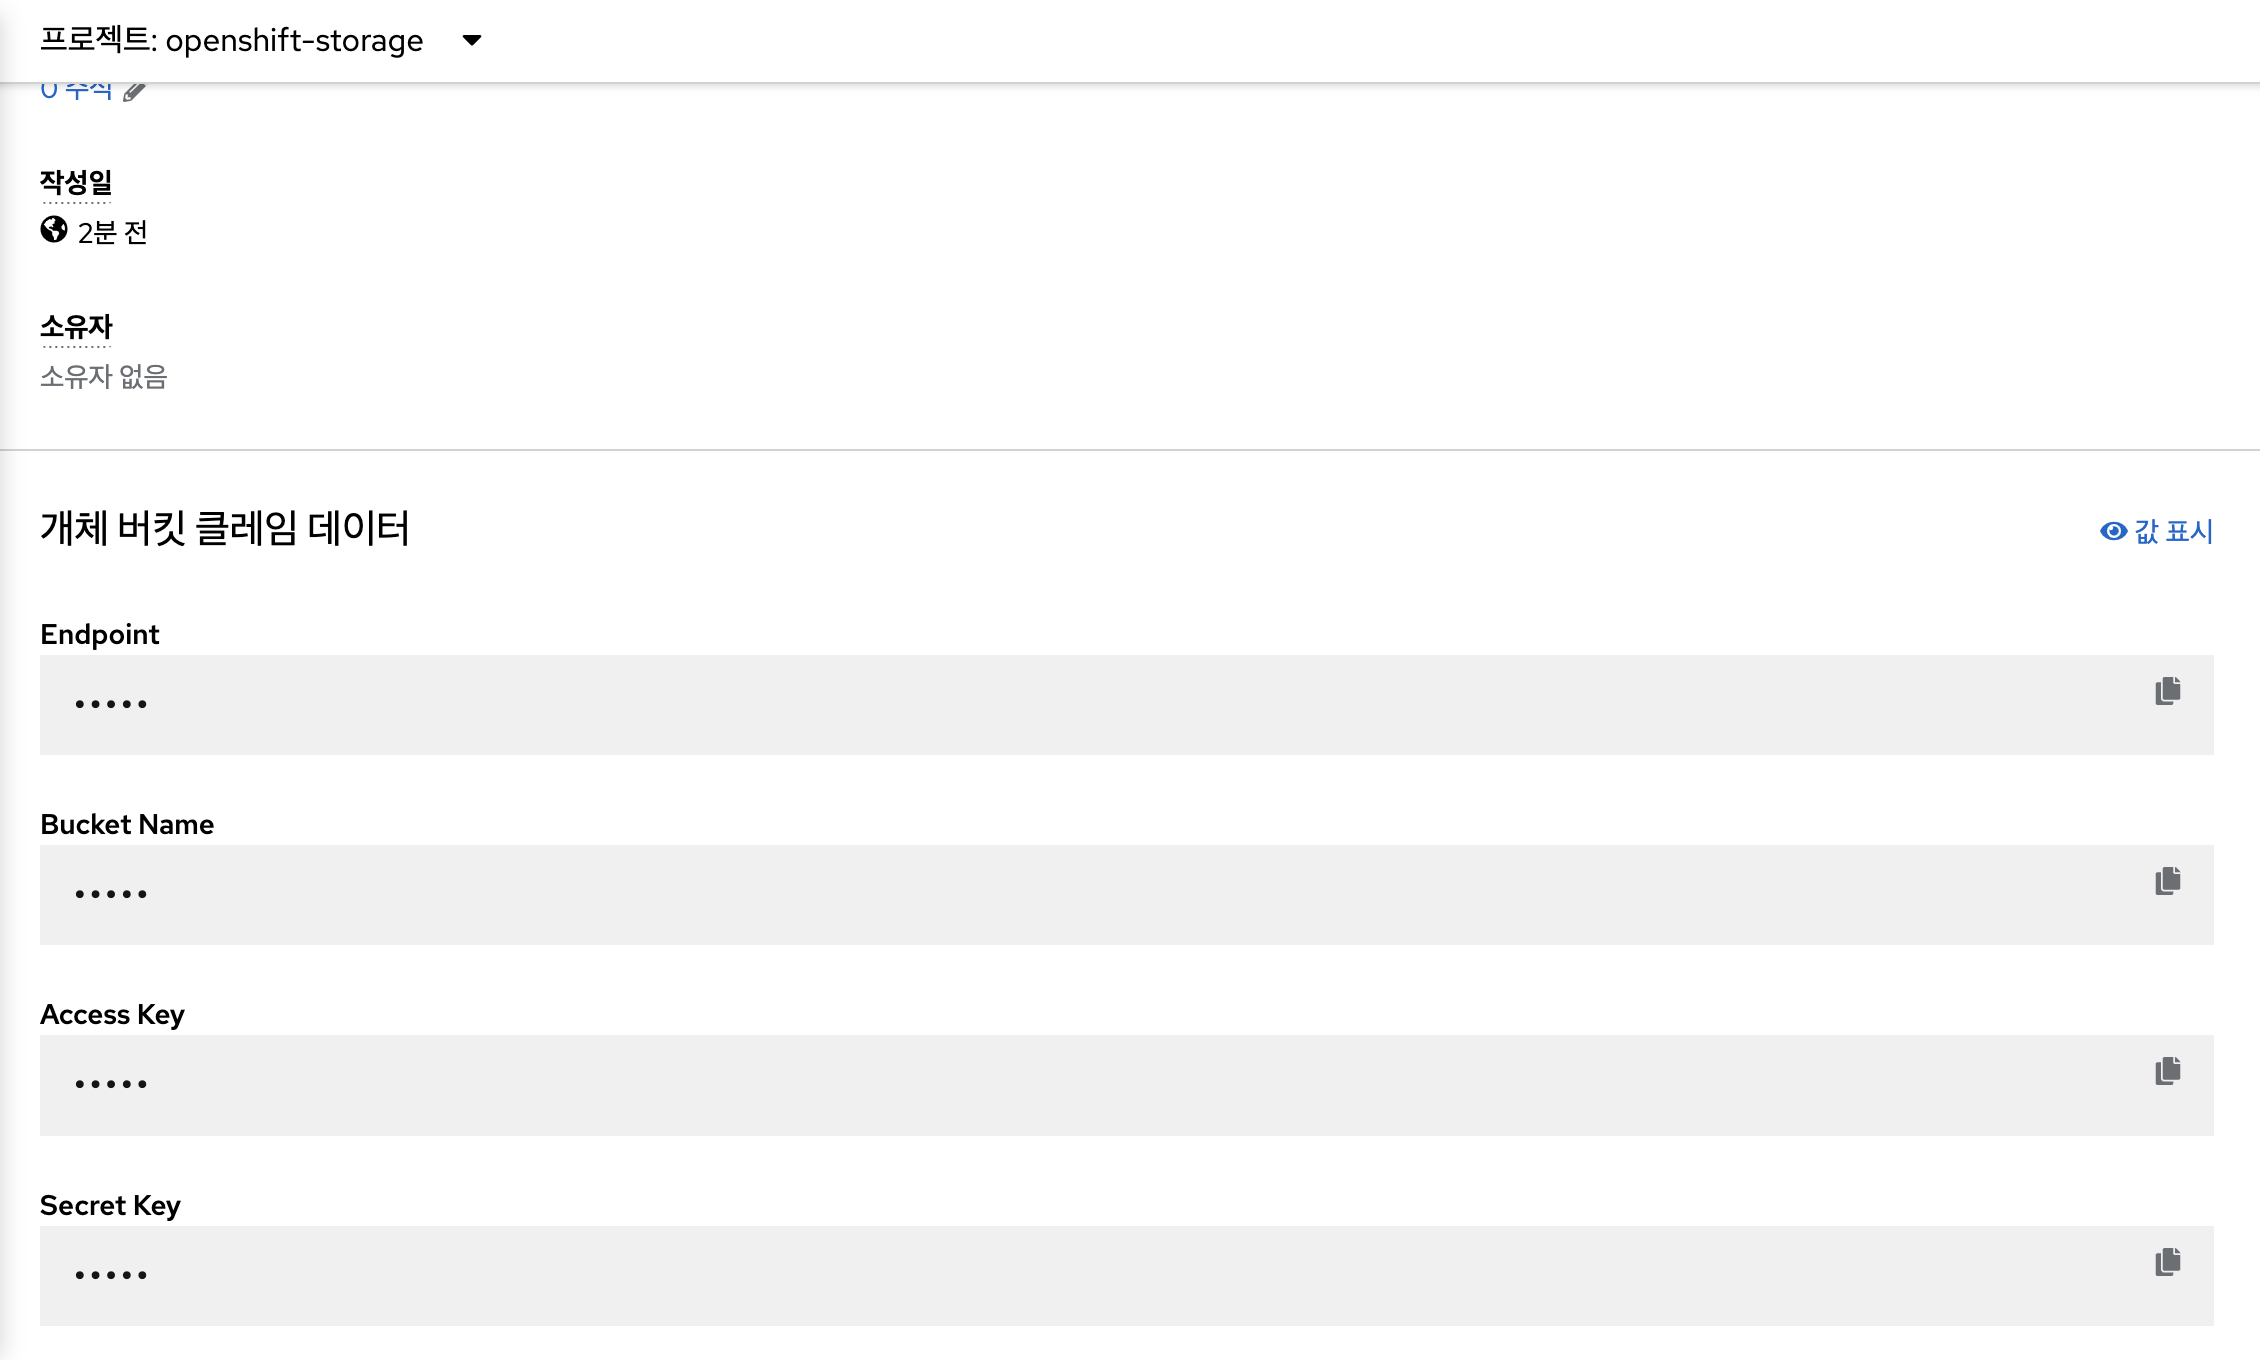 프로젝트: openshift-storage
0 주석
작성일
2분 전
소유자
소유자 없음
개체 버킷 클레임 데이터
값 표시
Endpoint
•••••
Bucket Name
•••••
Access Key
•••••
Secret Key
•••••